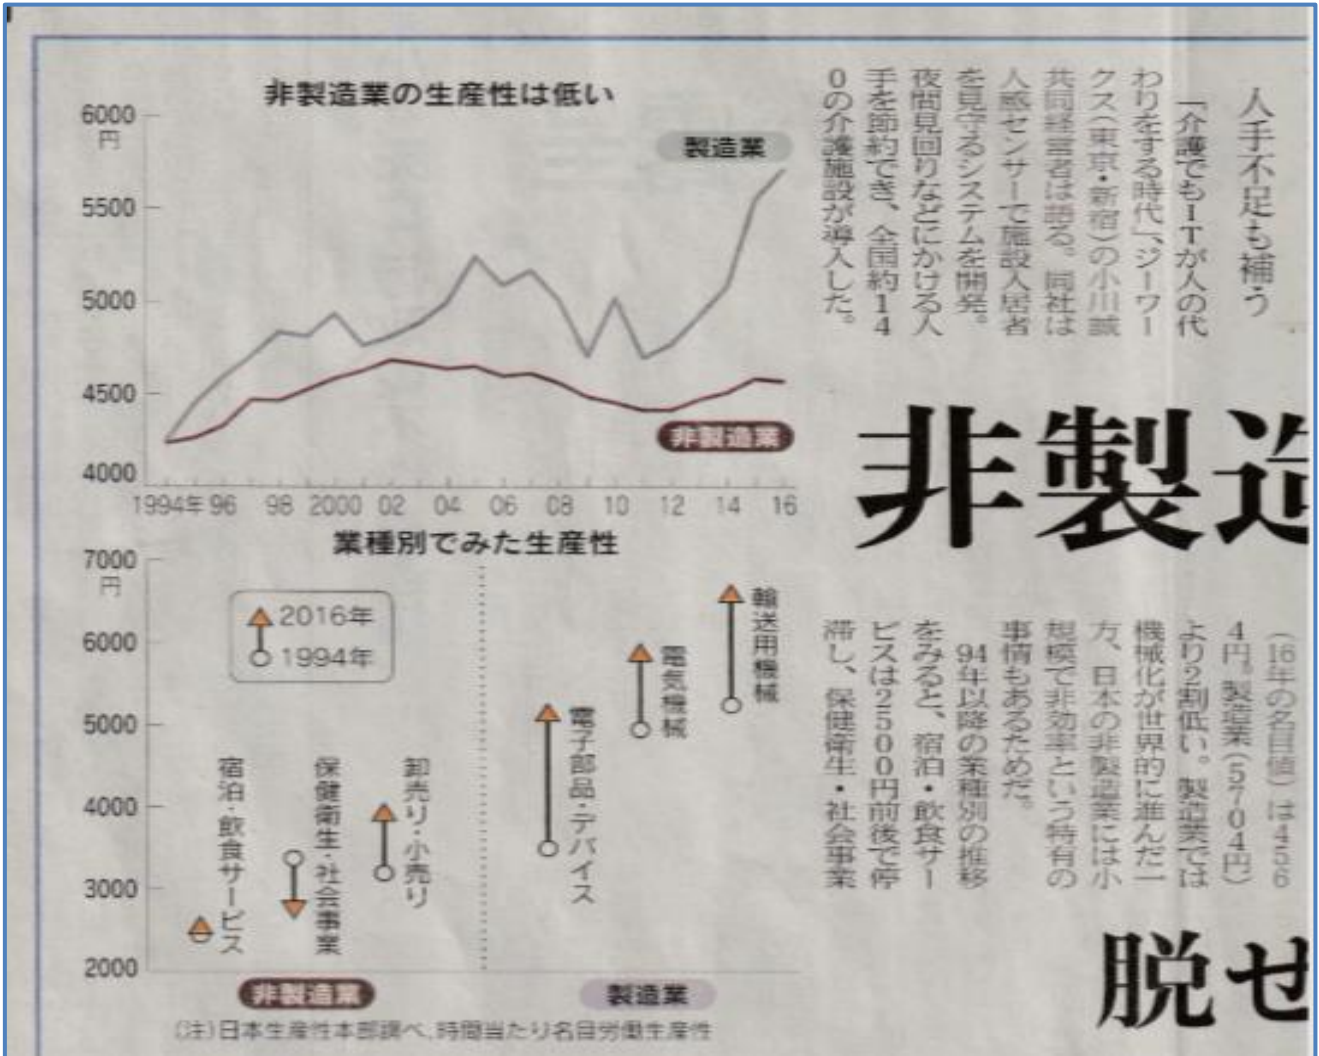 非製造業の生産性は低い
6000
円
5500
5000
4500
4000
製造業
非製造業
1994年 96 98 2000 02 04 06 08 10 12 14 16
業種別でみた生産性
7000
円
6000
5000
4000
3000
2000
2016年
1994年
宿泊・飲食サービス
保健衛生・社会事業
卸売り・小売り
電子部品・デバイス
電気機械
輸送用機械
非製造業
製造業
(注)日本生産性本部調べ、時間当たり名目労働生産性
人手不足も補う
「介護でもITが人の代
わりをする時代」、ジーワー
クス(東京・新宿)の小川誠
共同経営者は語る。同社は
人感センサーで施設入居者
を見守るシステムを開発。
夜間見回りなどにかける人
手を節約でき、全国約14
0の介護施設が導入した。
非製造
(16年の名目値)は456
4円。製造業(5704円)
より2割低い。製造業では
機械化が世界的に進んだ一
方、日本の非製造業には小
規模で非効率という特有の
事情もあるためだ。
94年以降の業種別の推移
をみると、宿泊・飲食サー
ビスは2500円前後で停
滞し、保健衛生・社会事業
脱せ